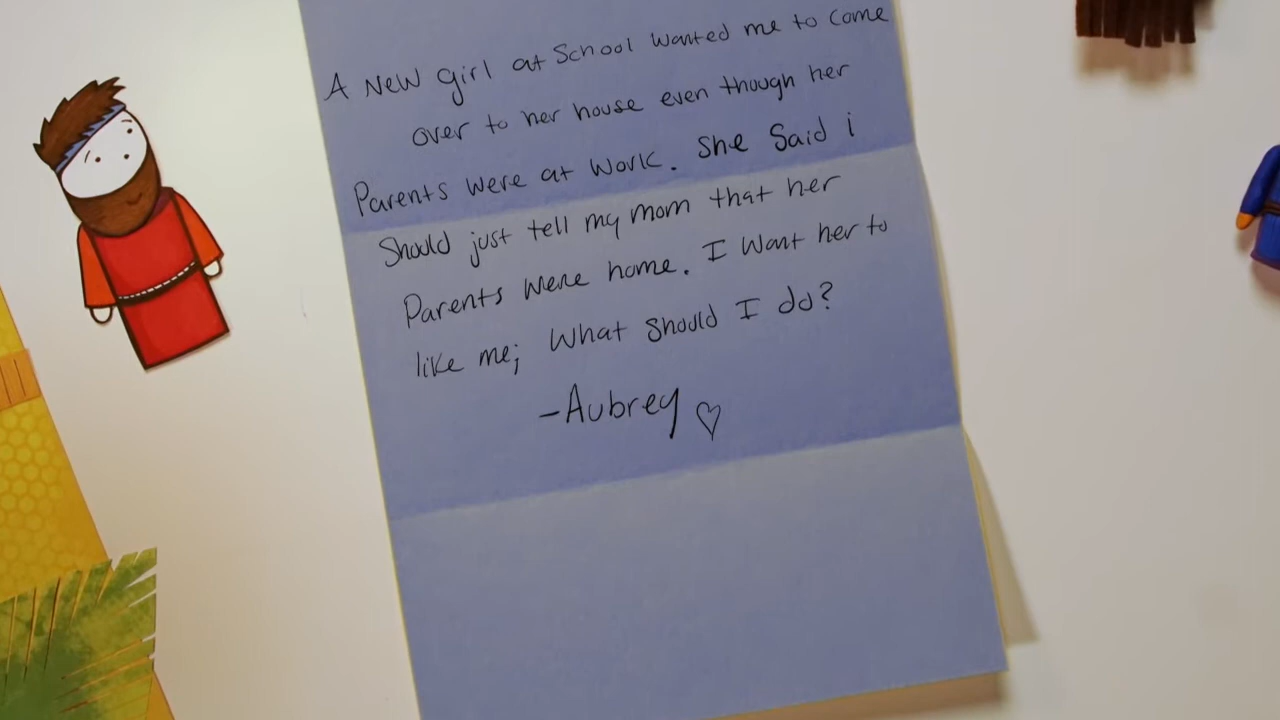 A New girl at School wanted me to come
over to her house even though her
Parents were at work. She Said i
Should just tell my mom that her
Parents were home. I want her to
like me; What should I do?
-Aubrey ♡